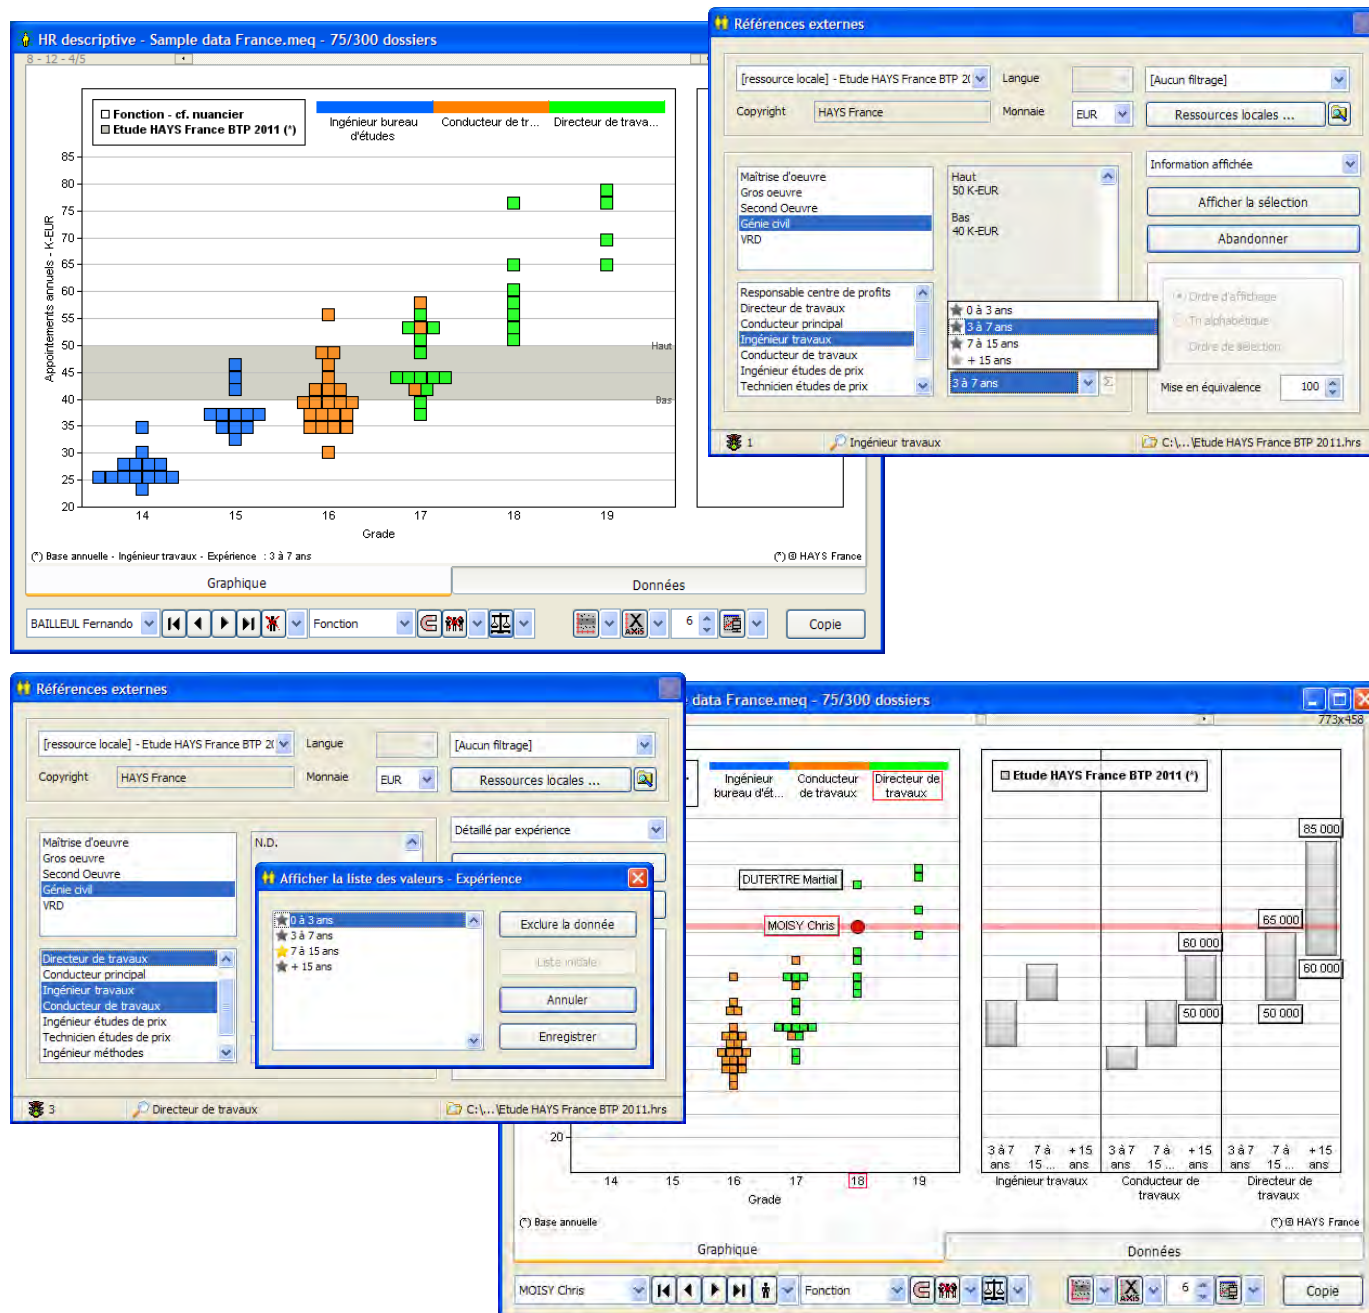 HR descriptive - Sample data France.meq - 75/300 dossiers
8 - 12 - 4/5
Fonction - cf. nuancier
Etude HAYS France BTP 2011 (*)
Ingénieur bureau
d'études
Conducteur de tr...
Directeur de trava...
Appointements annuels - K-EUR
85
80
75
70
65
60
55
50
45
40
35
30
25
20
Haut
Bas
14 15 16 17 18 19
Grade
(*) Base annuelle - Ingénieur travaux - Expérience : 3 à 7 ans
(*) @ HAYS France
Graphique
Données
BAILLEUL Fernando
Fonction
X
AXIS
6
Copie
Références externes
[ressource locale] - Etude HAYS France BTP 2(
Langue
[Aucun filtrage]
Copyright
HAYS France
Monnaie
EUR
Ressources locales ...
Maîtrise d'oeuvre
Gros oeuvre
Second Oeuvre
Génie civil
VRD
Haut
50 K-EUR
Bas
40 K-EUR
Information affichée
Afficher la sélection
Abandonner
Responsable centre de profits
Directeur de travaux
Conducteur principal
Ingénieur travaux
Conducteur de travaux
Ingénieur études de prix
Technicien études de prix
0 à 3 ans
3 à 7 ans
7 à 15 ans
+ 15 ans
3 à 7 ans
Σ
Ordre d'affichage
Tri alphabétique
Ordre de sélection
Mise en équivalence
100
1
Ingénieur travaux
C:\...\Etude HAYS France BTP 2011.hrs
Références externes
[ressource locale] - Etude HAYS France BTP 2(
Langue
[Aucun filtrage]
Copyright
HAYS France
Monnaie
EUR
Ressources locales ...
Maîtrise d'oeuvre
Gros oeuvre
Second Oeuvre
Génie civil
VRD
N.D.
Détaillé par expérience
Directeur de travaux
Conducteur principal
Ingénieur travaux
Conducteur de travaux
Ingénieur études de prix
Technicien études de prix
Ingénieur méthodes
Afficher la liste des valeurs - Expérience
0 à 3 ans
3 à 7 ans
7 à 15 ans
+ 15 ans
Exclure la donnée
Liste initiale
Annuler
Enregistrer
3
Directeur de travaux
C:\...\Etude HAYS France BTP 2011.hrs
data France.meq - 75/300 dossiers
773x458
Ingénieur
bureau d'ét...
Conducteur
de travaux
Directeur de
travaux
Etude HAYS France BTP 2011 (*)
DUTERTRE Martial
MOISY Chris
85 000
65 000
60 000
60 000
50 000
50 000
20
14 15 16 17 18 19
Grade
3 à 7
ans
7 à
15 ...
+ 15
ans
3 à 7
ans
7 à
15 ...
+ 15
ans
3 à 7
ans
7 à
15 ...
+ 15
ans
Ingénieur travaux
Conducteur de
travaux
Directeur de
travaux
(*) Base annuelle
(*) @ HAYS France
Graphique
Données
MOISY Chris
Fonction
X
AXIS
6
Copie